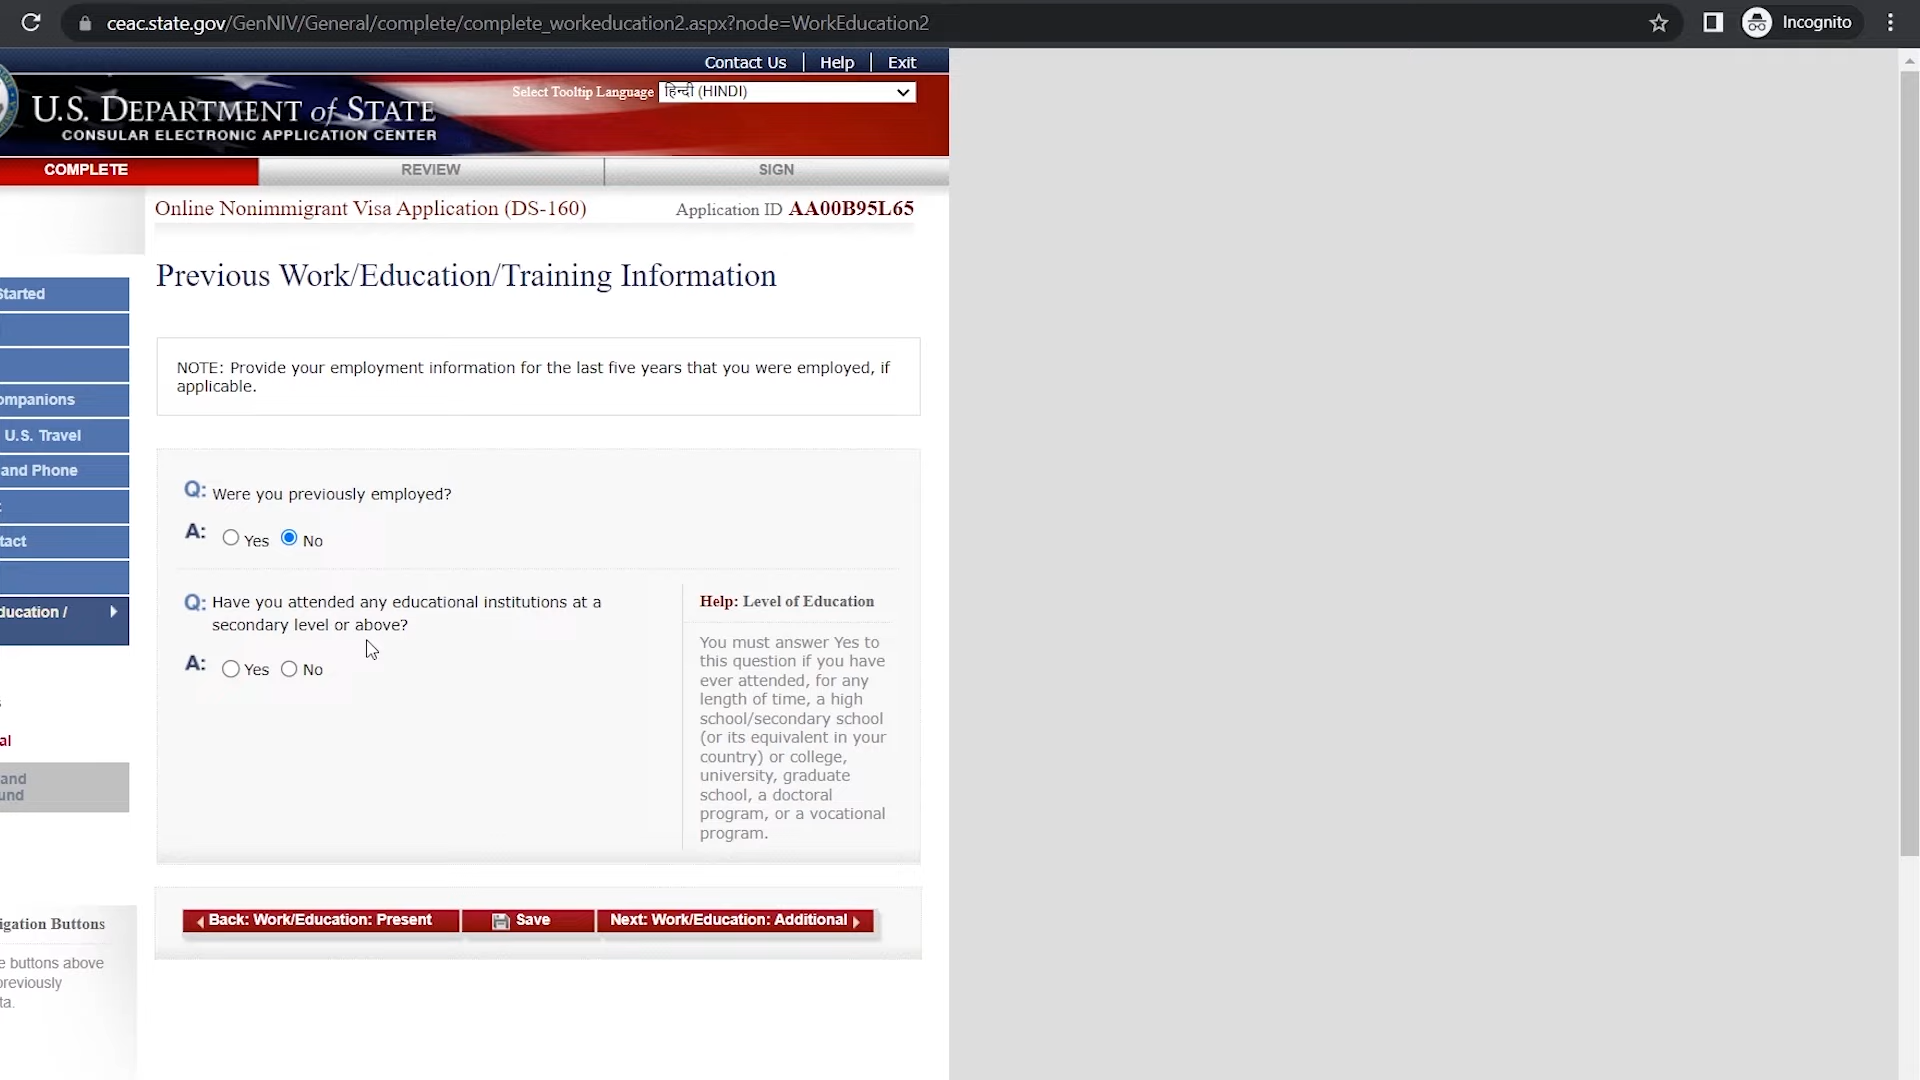 ceac.state.gov/GenNIV/General/complete/complete_workeducation2.aspx?node=WorkEducation2
Incognito
Contact Us
Help
Exit
Select Tooltip Language
हिन्दी (HINDI)
U.S. DEPARTMENT of STATE
CONSULAR ELECTRONIC APPLICATION CENTER
COMPLETE
REVIEW
SIGN
Online Nonimmigrant Visa Application (DS-160)
Application ID AA00B95L65
Previous Work/Education/Training Information
Started
ompanions
U.S. Travel
and Phone
tact
ducation /
al
and
und
igation Buttons
e buttons above
previously
ta.
NOTE: Provide your employment information for the last five years that you were employed, if
applicable.
Q: Were you previously employed?
A: Yes No
Q: Have you attended any educational institutions at a
secondary level or above?
A: Yes No
Help: Level of Education
You must answer Yes to
this question if you have
ever attended, for any
length of time, a high
school/secondary school
(or its equivalent in your
country) or college,
university, graduate
school, a doctoral
program, or a vocational
program.
Back: Work/Education: Present
Save
Next: Work/Education: Additional